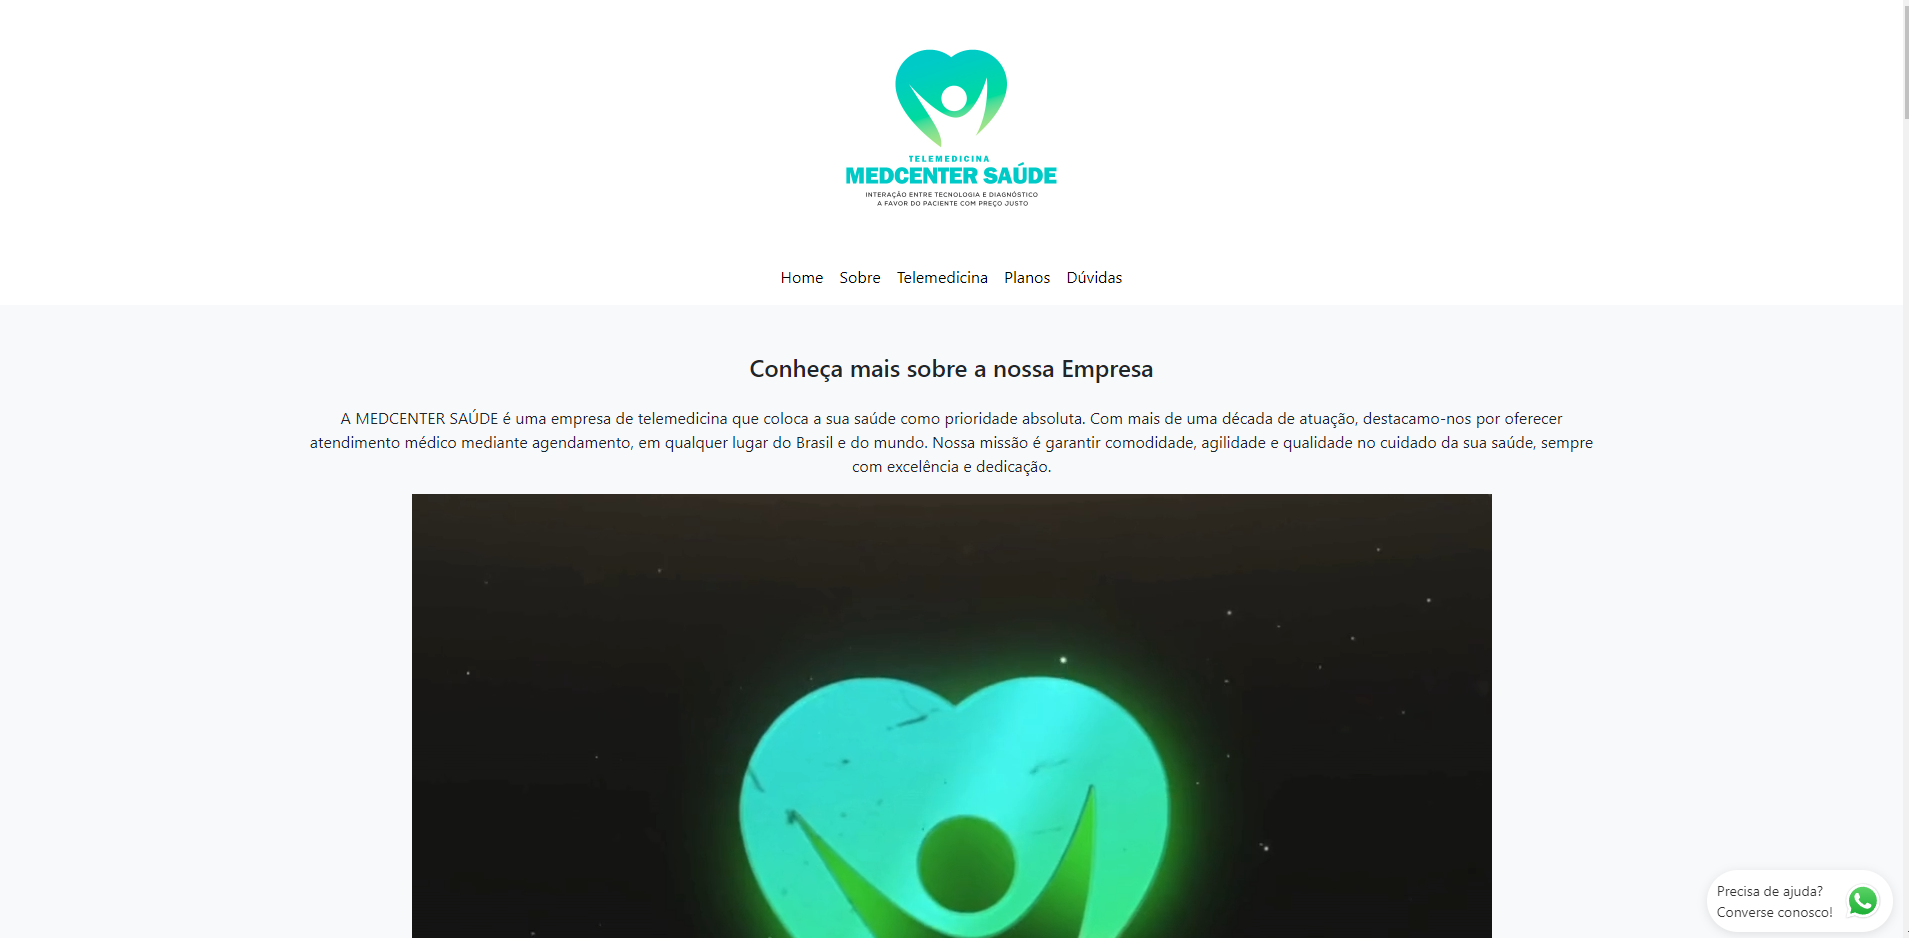 TELEMEDICINA
MEDCENTER SAÚDE
INTERAÇÃO ENTRE TECNOLOGIA E DIAGNÓSTICO
A FAVOR DO PACIENTE COM PREÇO JUSTO
Home Sobre Telemedicina Planos Dúvidas
Conheça mais sobre a nossa Empresa
A MEDCENTER SAÚDE é uma empresa de telemedicina que coloca a sua saúde como prioridade absoluta. Com mais de uma década de atuação, destacamo-nos por oferecer
atendimento médico mediante agendamento, em qualquer lugar do Brasil e do mundo. Nossa missão é garantir comodidade, agilidade e qualidade no cuidado da sua saúde, sempre
com excelência e dedicação.
Precisa de ajuda?
Converse conosco!